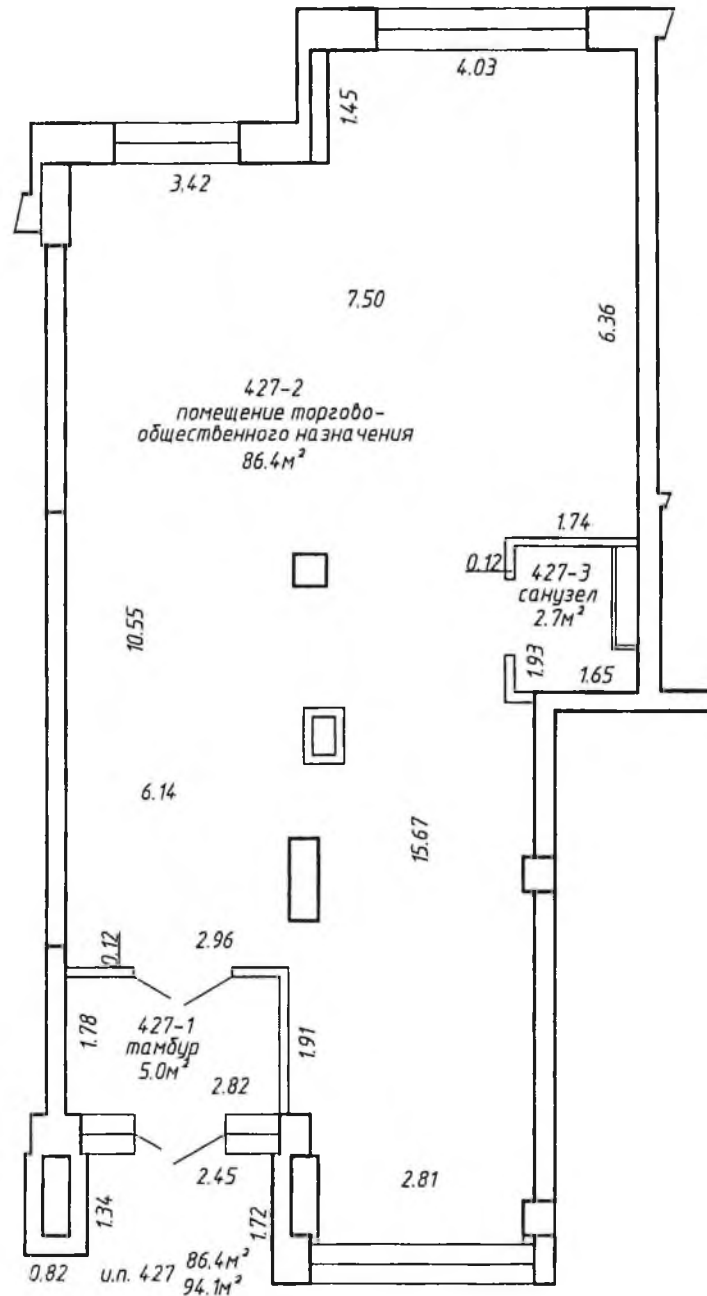 4.03
1.45
3.42
7.50
6.36
427-2
помещение торгово-
общественного назначения
86.4м²
1.74
0.12
427-3
санузел
2.7м²
10.55
1.93
1.65
6.14
15.67
0.12
2.96
1.78
427-1
тамбур
5.0м²
1.91
2.82
2.45
2.81
1.34
1.72
0.82
и.п. 427
86.4м²
94.1м²